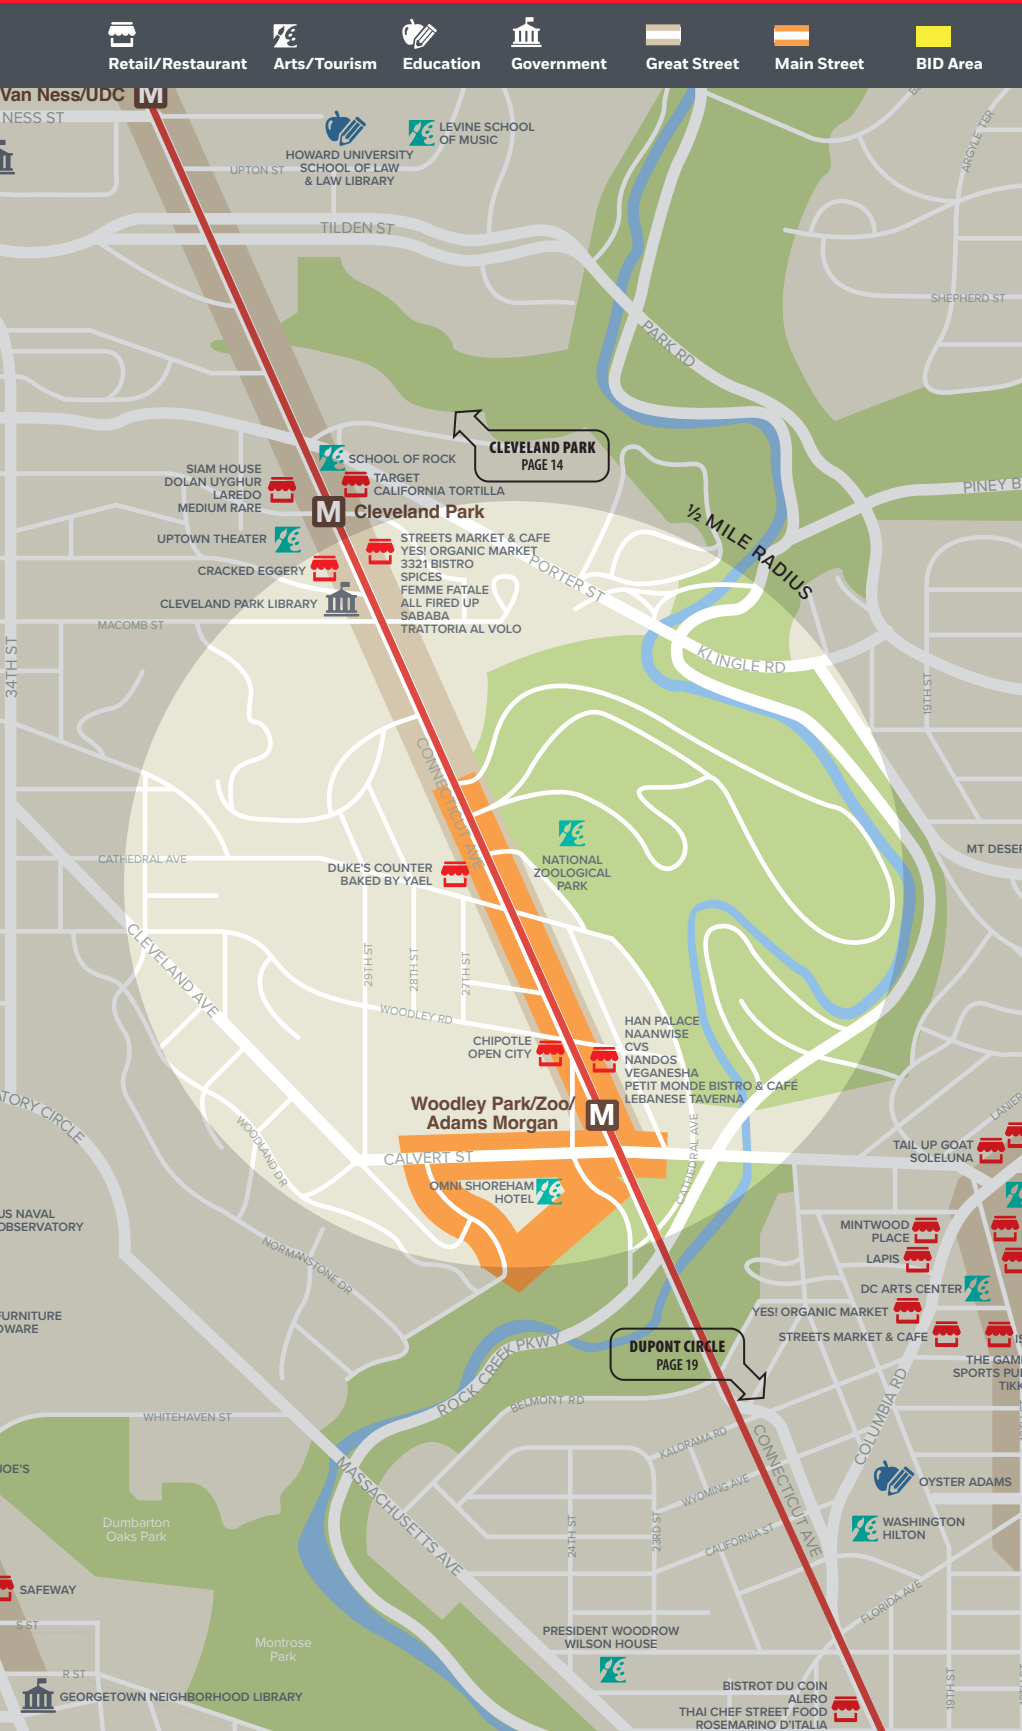 Retail/Restaurant
Arts/Tourism
Education
Government
Great Street
Main Street
BID Area
Van Ness/UDC
M
NESS ST
HOWARD UNIVERSITY
SCHOOL OF LAW
& LAW LIBRARY
LEVINE SCHOOL
OF MUSIC
UPTON ST
ARGYLE TER
TILDEN ST
SHEPHERD ST
PARK RD
CLEVELAND PARK
PAGE 14
SCHOOL OF ROCK
SIAM HOUSE
DOLAN UYGHUR
LAREDO
MEDIUM RARE
TARGET
CALIFORNIA TORTILLA
M
Cleveland Park
PINEY B
½ MILE RADIUS
UPTOWN THEATER
STREETS MARKET & CAFE
YES! ORGANIC MARKET
3321 BISTRO
SPICES
FEMME FATALE
ALL FIRED UP
SABABA
TRATTORIA AL VOLO
CRACKED EGGERY
CLEVELAND PARK LIBRARY
PORTER ST
MACOMB ST
34TH ST
KLINGLE RD
19TH ST
CONNECTICUT AVE
MT DESER
CATHEDRAL AVE
DUKE'S COUNTER
BAKED BY YAEL
NATIONAL
ZOOLOGICAL
PARK
CLEVELAND AVE
29TH ST
28TH ST
27TH ST
WOODLEY RD
CHIPOTLE
OPEN CITY
HAN PALACE
NAANWISE
CVS
NANDOS
VEGANESHA
PETIT MONDE BISTRO & CAFÉ
LEBANESE TAVERNA
Woodley Park/Zoo/
Adams Morgan
M
ATORY CIRCLE
LANIER
WOODLAND DR
CALVERT ST
CATHEDRAL AVE
TAIL UP GOAT
SOLELUNA
OMNI SHOREHAM
HOTEL
US NAVAL
OBSERVATORY
MINTWOOD
PLACE
LAPIS
NORMANSTONE DR
DC ARTS CENTER
YES! ORGANIC MARKET
STREETS MARKET & CAFE
FURNITURE
DWARE
DUPONT CIRCLE
PAGE 19
THE GAM
SPORTS PU
TIKK
ROCK CREEK PKWY
BELMONT RD
COLUMBIA RD
WHITEHAVEN ST
KALORAMA RD
CONNECTICUT AVE
JOE'S
MASSACHUSETTS AVE
WYOMING AVE
OYSTER ADAMS
Dumbarton
Oaks Park
24TH ST
23RD ST
CALIFORNIA ST
WASHINGTON
HILTON
SAFEWAY
FLORIDA AVE
S ST
PRESIDENT WOODROW
WILSON HOUSE
Montrose
Park
R ST
GEORGETOWN NEIGHBORHOOD LIBRARY
19TH ST
BISTROT DU COIN
ALERO
THAI CHEF STREET FOOD
ROSEMARINO D'ITALIA